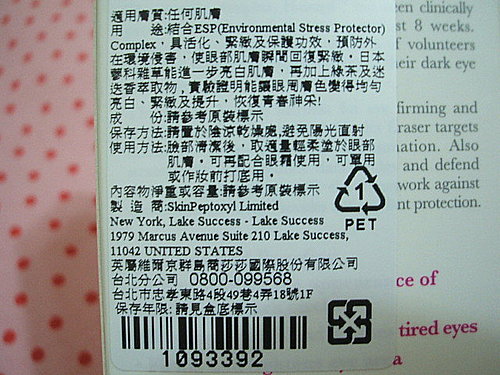 適用膚質:任何肌膚
用　　途:結合ESP(Environmental Stress Protector)
Complex，具活化、緊緻及保護功效，預防外
在環境侵害，使眼部肌膚瞬間回復緊緻，日本
蓼科雜草能進一步亮白肌膚，再加上綠茶及迷
迭香萃取物，實驗證明能讓眼周膚色變得均勻
亮白、緊緻及提升，恢復青春神采!
成　　份:請參考原裝標示
保存方法:請置於陰涼乾燥處,避免陽光直射
使用方法:臉部清潔後，取適量輕柔塗於眼部
肌膚。可再配合眼霜使用，可單用
或作妝前打底用。
內容物淨重或容量:請參考原裝標示
製 造 商:SkinPeptoxyl Limited
New York, Lake Success - Lake Success
1979 Marcus Avenue Suite 210 Lake Success,
11042 UNITED STATES
英屬維爾京群島商莎莎國際股份有限公司
台北分公司 0800-099568
台北市忠孝東路4段49巷4弄18號1F
保存年限:請見盒底標示
1093392
1
PET
en clinically
st 8 weeks.
f volunteers
heir dark eye
firming and
raser targets
nation. Also
and defend
work against
nt protection.
ce of
tired eyes
a